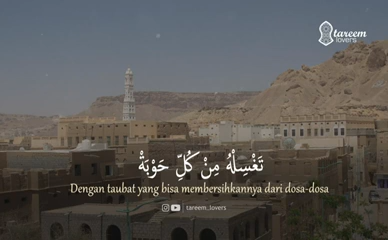 tareem
lovers
تَغْسِلْهُ مِنْ كُلِّ حَوْبَةْ
Dengan taubat yang bisa membersihkannya dari dosa-dosa
tareem_lovers